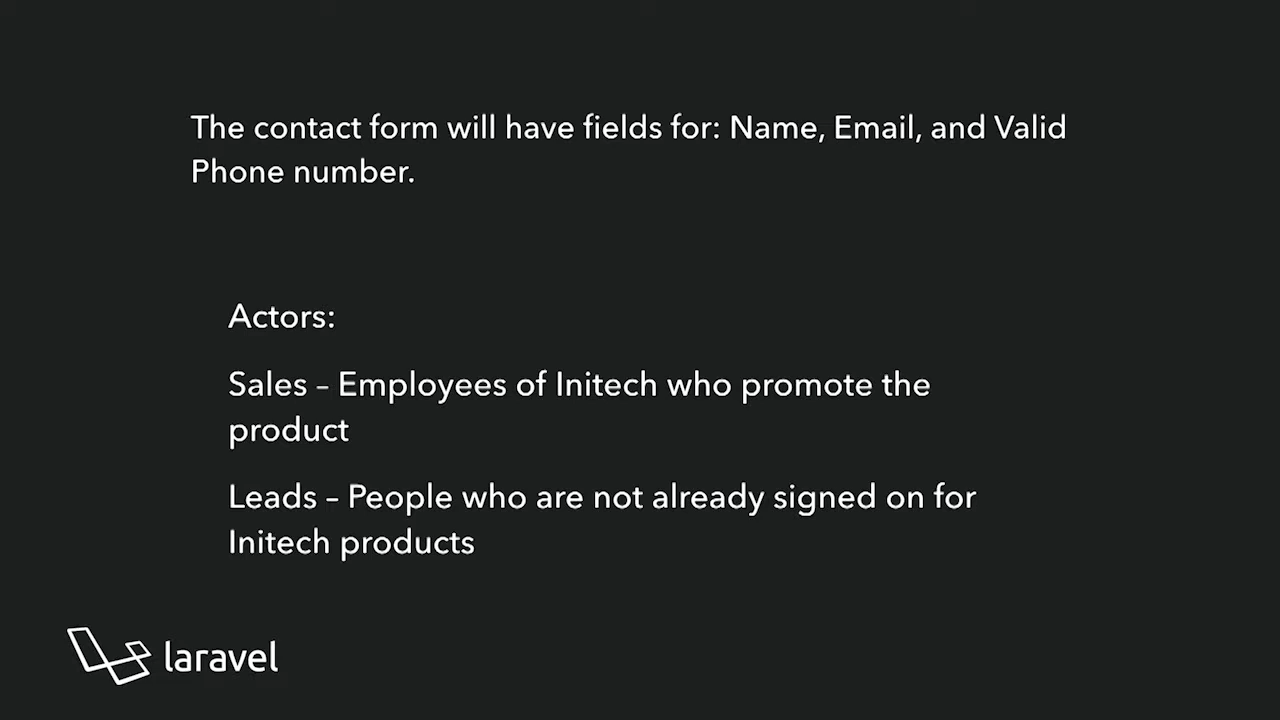 The contact form will have fields for: Name, Email, and Valid
Phone number.
Actors:
Sales – Employees of Initech who promote the
product
Leads – People who are not already signed on for
Initech products
laravel